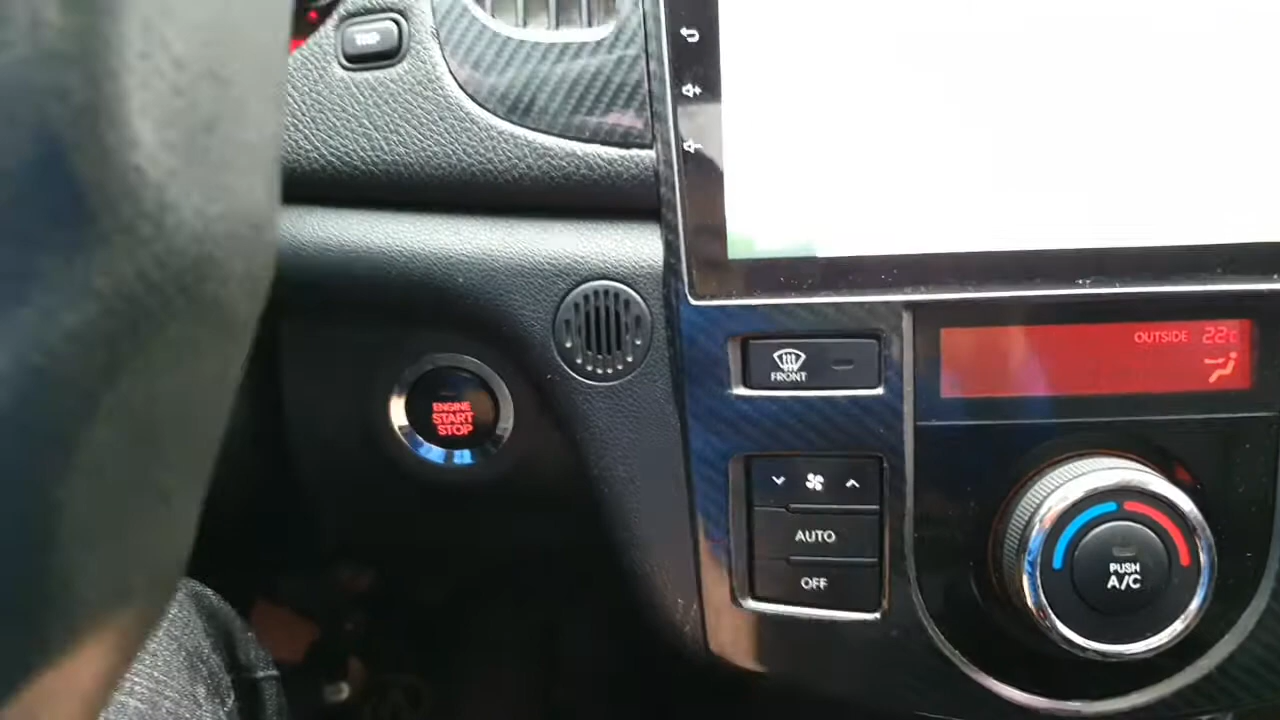 TRIP
OUTSIDE 22c
FRONT
ENGINE
START
STOP
AUTO
OFF
PUSH
A/C